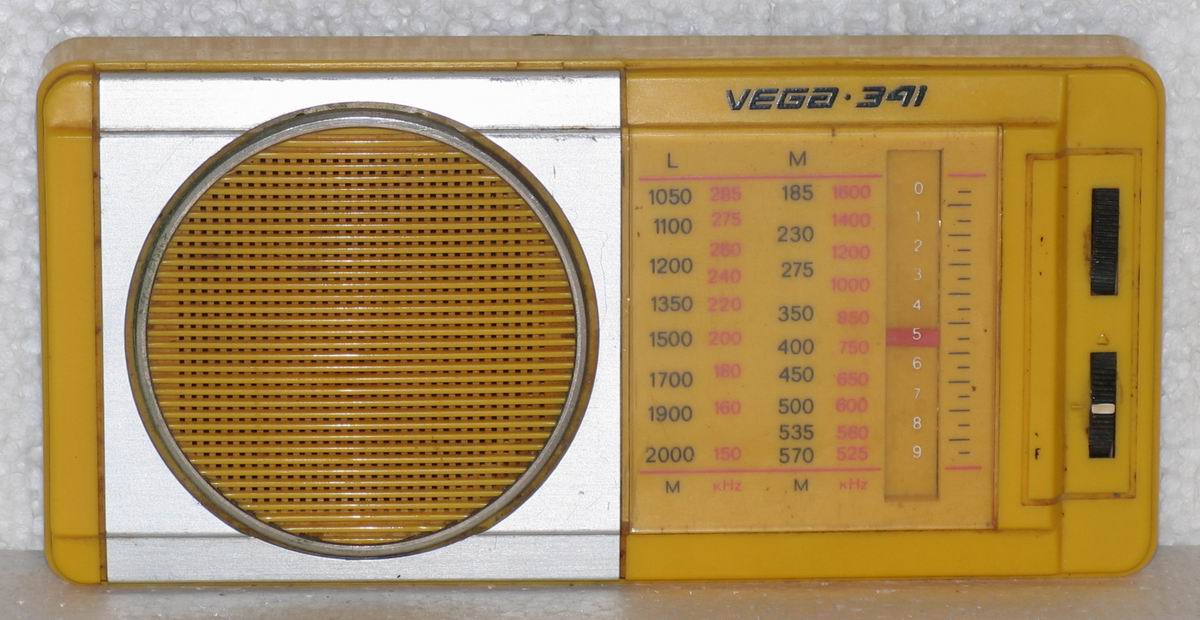 VEGA·341
L M
1050 285 185 1600 0
1100 275 230 1400 1
1200 260 275 1200 2
240 1000 3
1350 220 350 850 4
1500 200 400 750 5
1700 180 450 650 6
1900 160 500 600 7
535 560 8
2000 150 570 525 9
M кHz M кHz
F